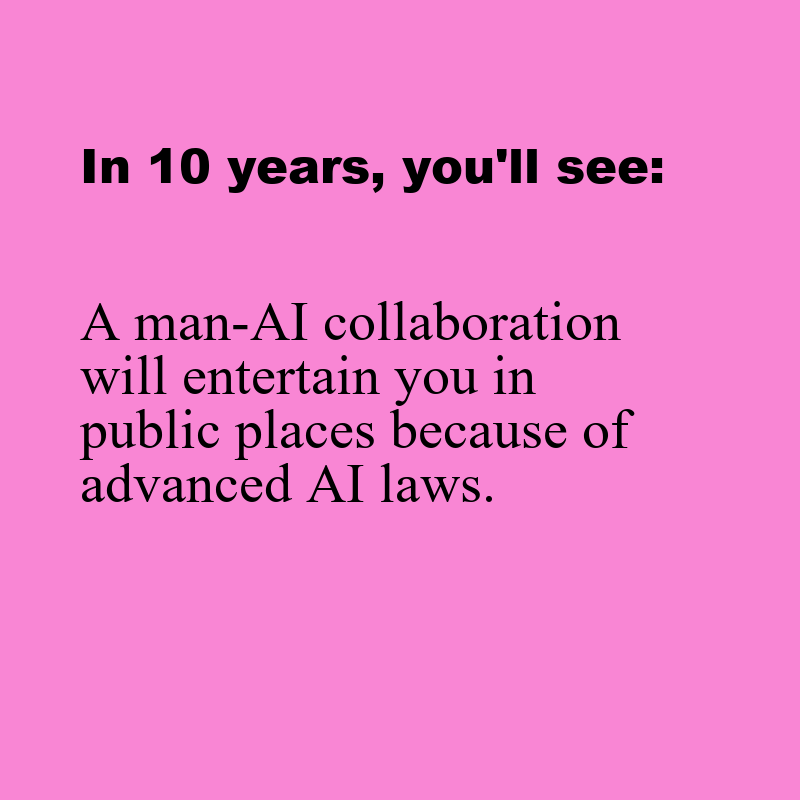 In 10 years, you'll see:
A man-AI collaboration
will entertain you in
public places because of
advanced AI laws.